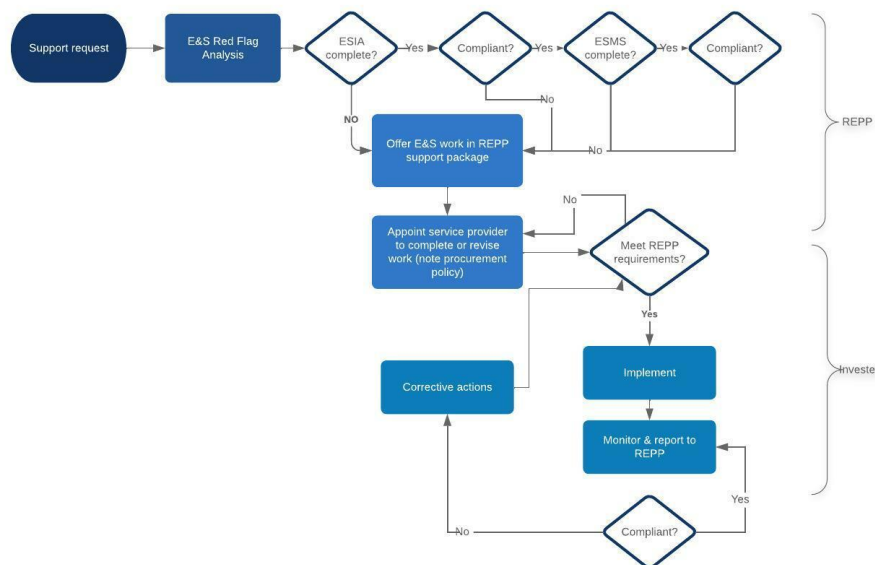 Support request
E&S Red Flag
Analysis
ESIA
complete?
Yes
Compliant?
Yes
ESMS
complete?
Yes
Compliant?
NO
No
No
REPP
Offer E&S work in REPP
support package
No
Appoint service provider
to complete or revise
work (note procurement
policy)
Meet REPP
requirements?
Yes
Investe
Corrective actions
Implement
Monitor & report to
REPP
Yes
No
Compliant?